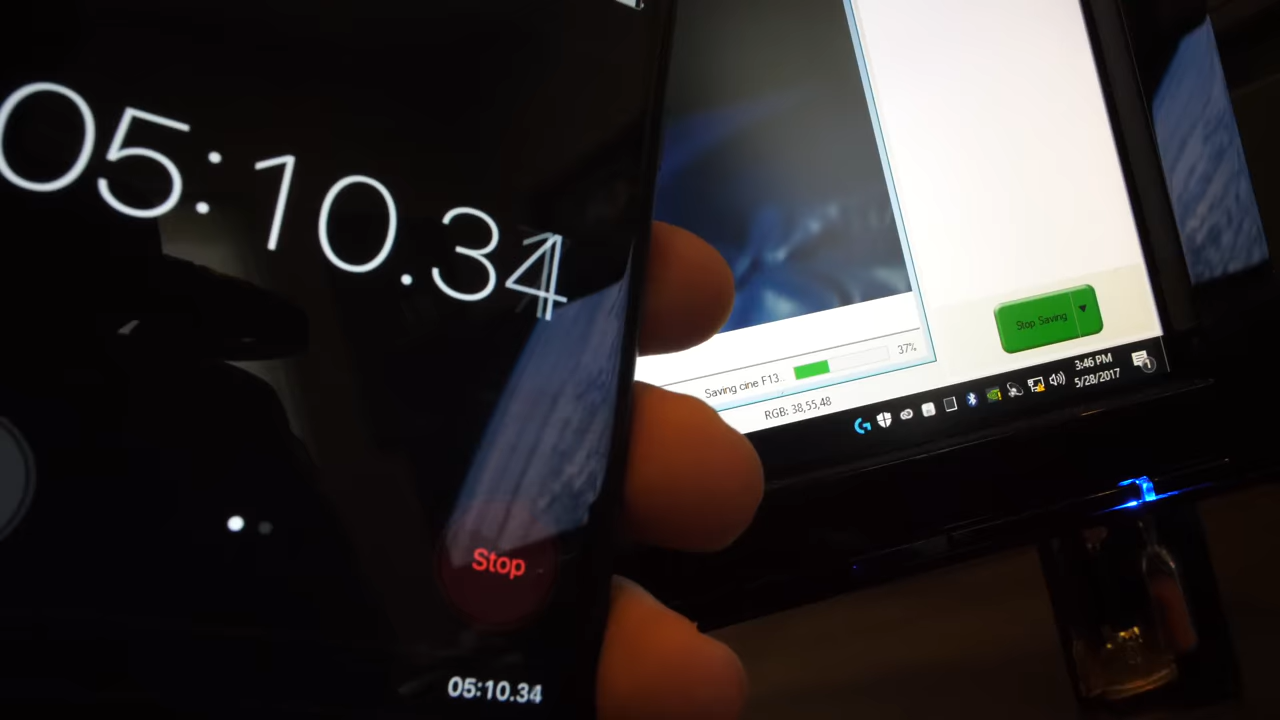 05:10.34
Stop
05:10.34
Stop Saving
Saving cine F13... 37%
RGB: 38,55,48
3:46 PM
5/28/2017
1